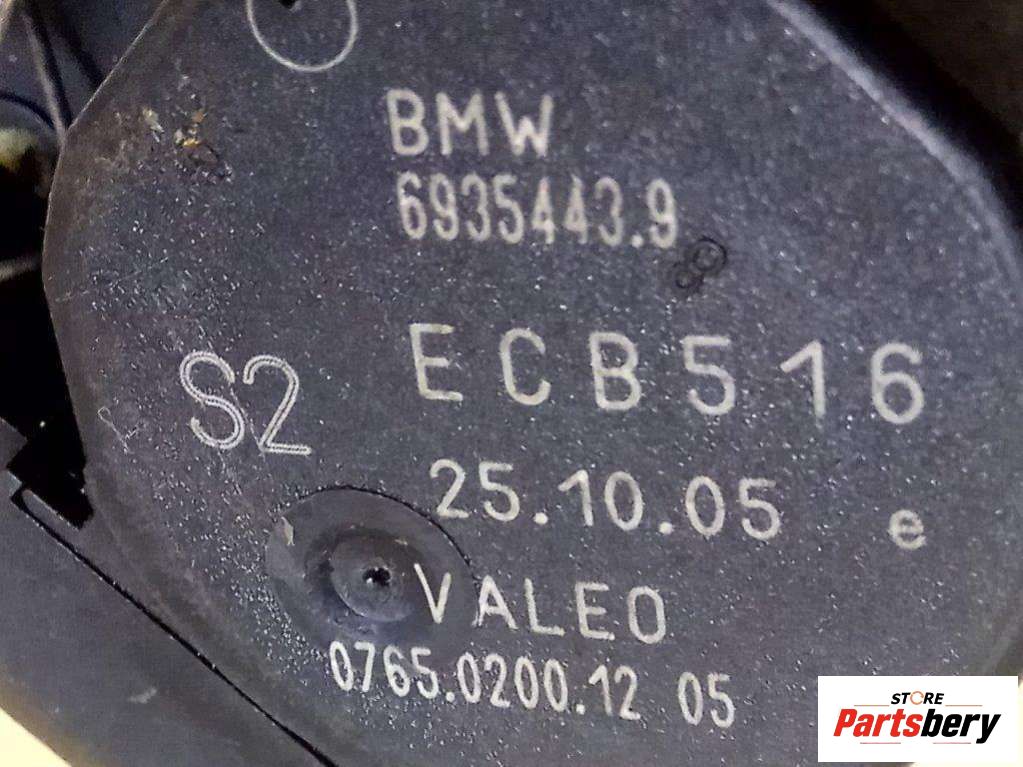 BMW
6935443.9
ECB516
S2
25.10.05 e
VALEO
0765.0200.12 05
STORE
Partsbery